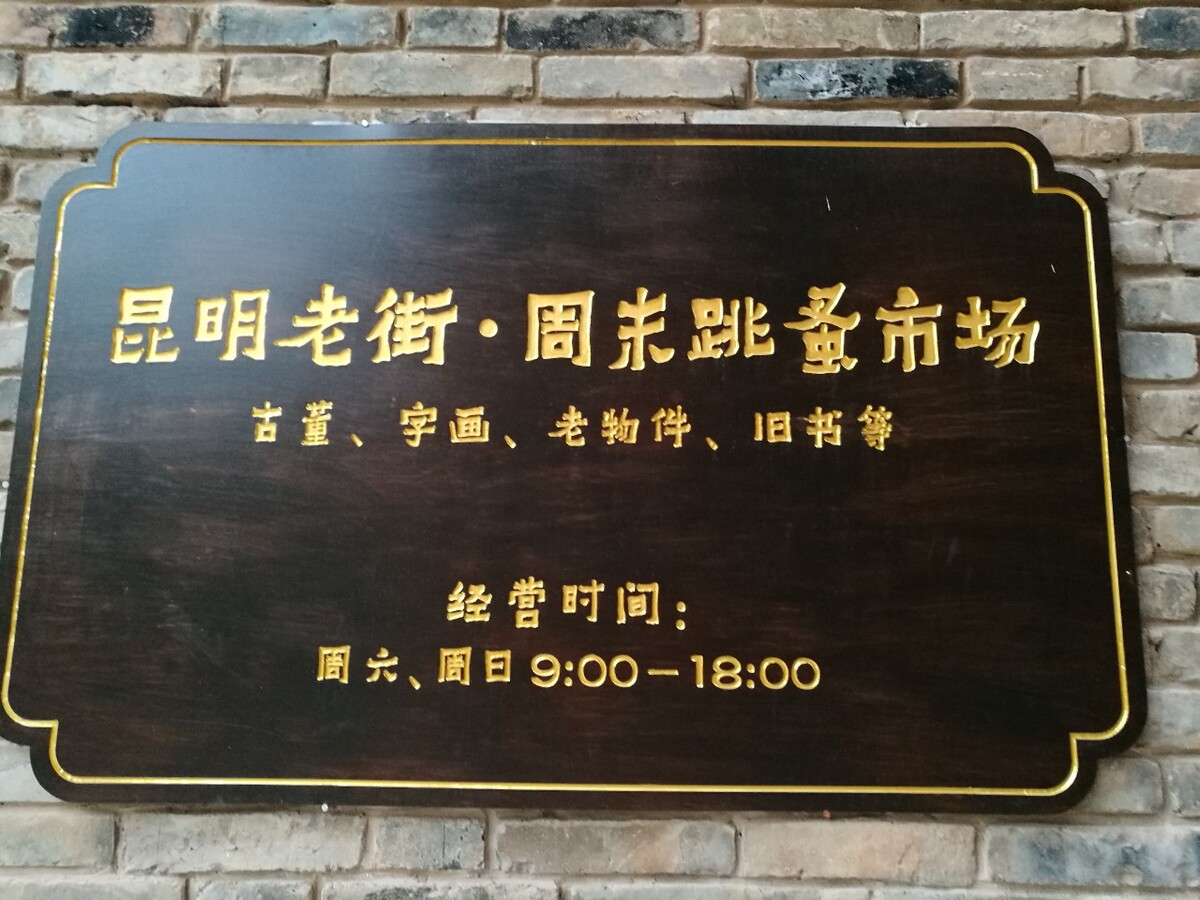 昆明老街·周末跳蚤市场
古董、字画、老物件、旧书等
经营时间:
周六、周日 9:00-18:00